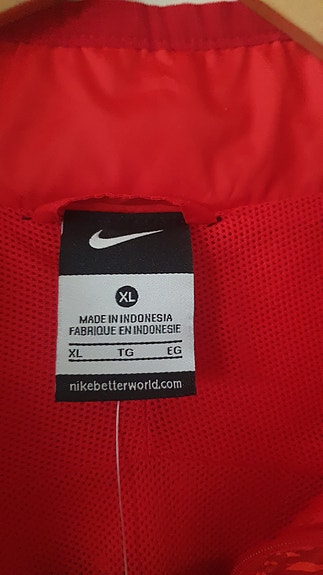 XL
MADE IN INDONESIA
FABRIQUE EN INDONESIE
XL TG EG
nikebetterworld.com